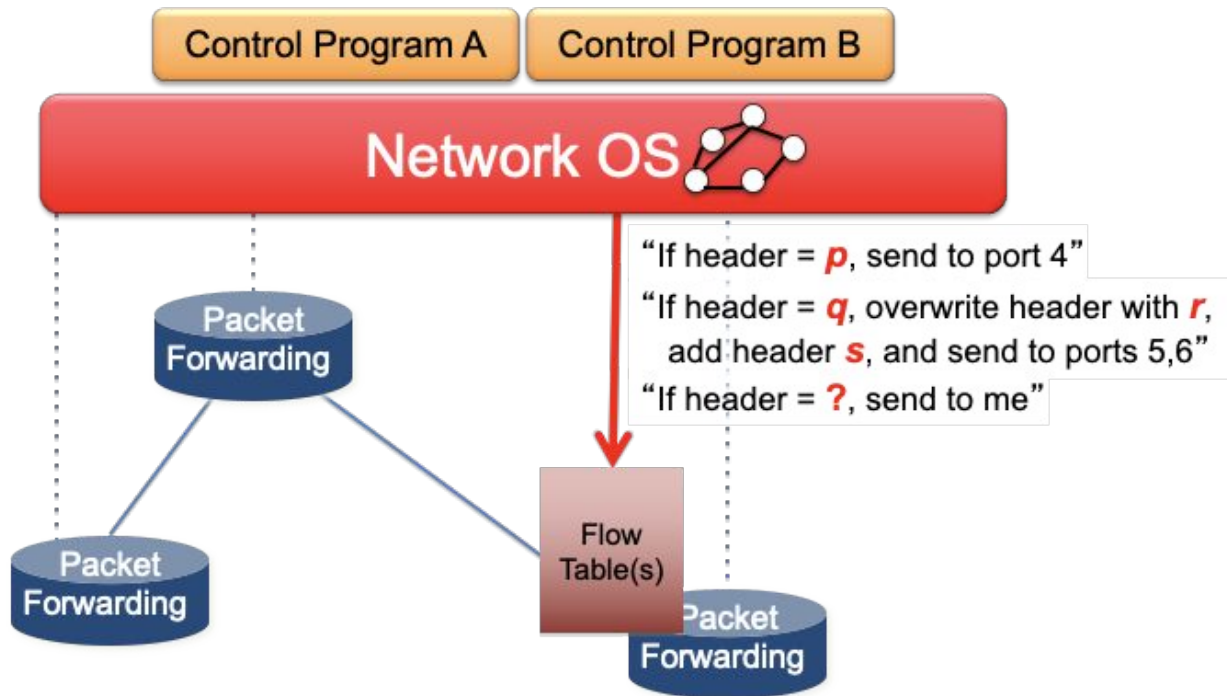 Control Program A
Control Program B
Network OS
“If header = p, send to port 4”
“If header = q, overwrite header with r,
add header s, and send to ports 5,6”
“If header = ?, send to me”
Packet
Forwarding
Flow
Table(s)
Packet
Forwarding
Packet
Forwarding